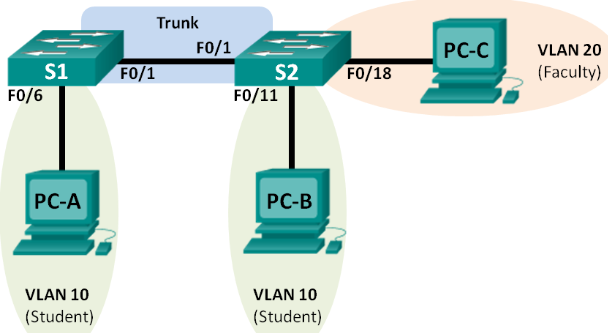 Trunk
F0/1
S1
F0/1
S2
F0/18
PC-C
VLAN 20
(Faculty)
F0/6
F0/11
PC-A
PC-B
VLAN 10
(Student)
VLAN 10
(Student)